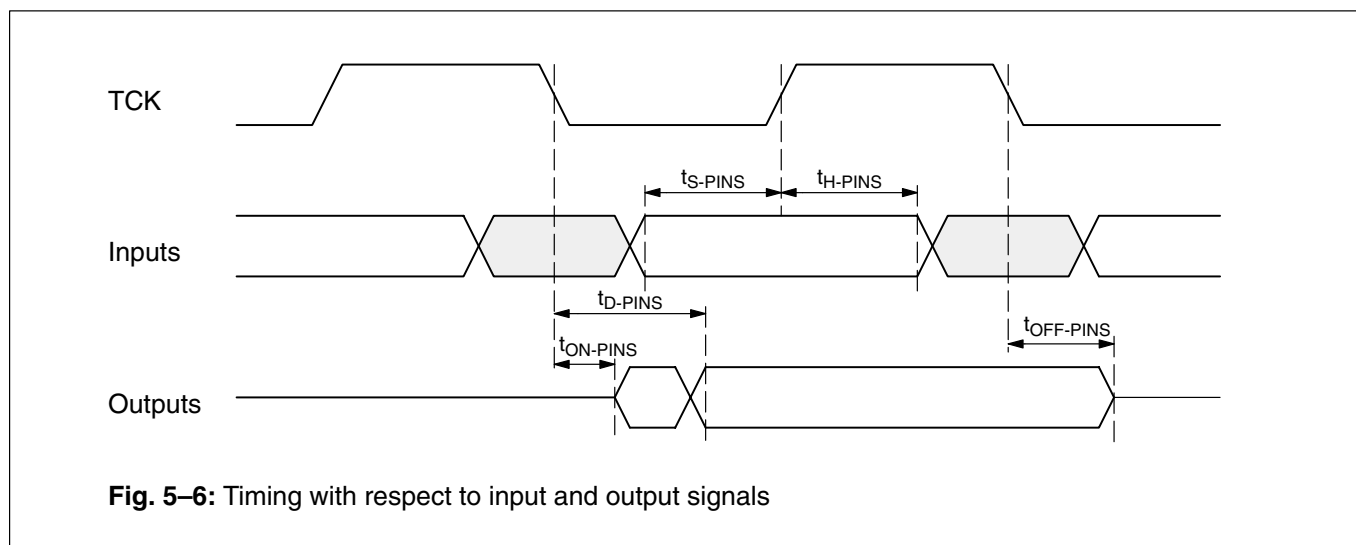 TCK
tS-PINS
tH-PINS
Inputs
tD-PINS
tOFF-PINS
tON-PINS
Outputs
Fig. 5–6: Timing with respect to input and output signals